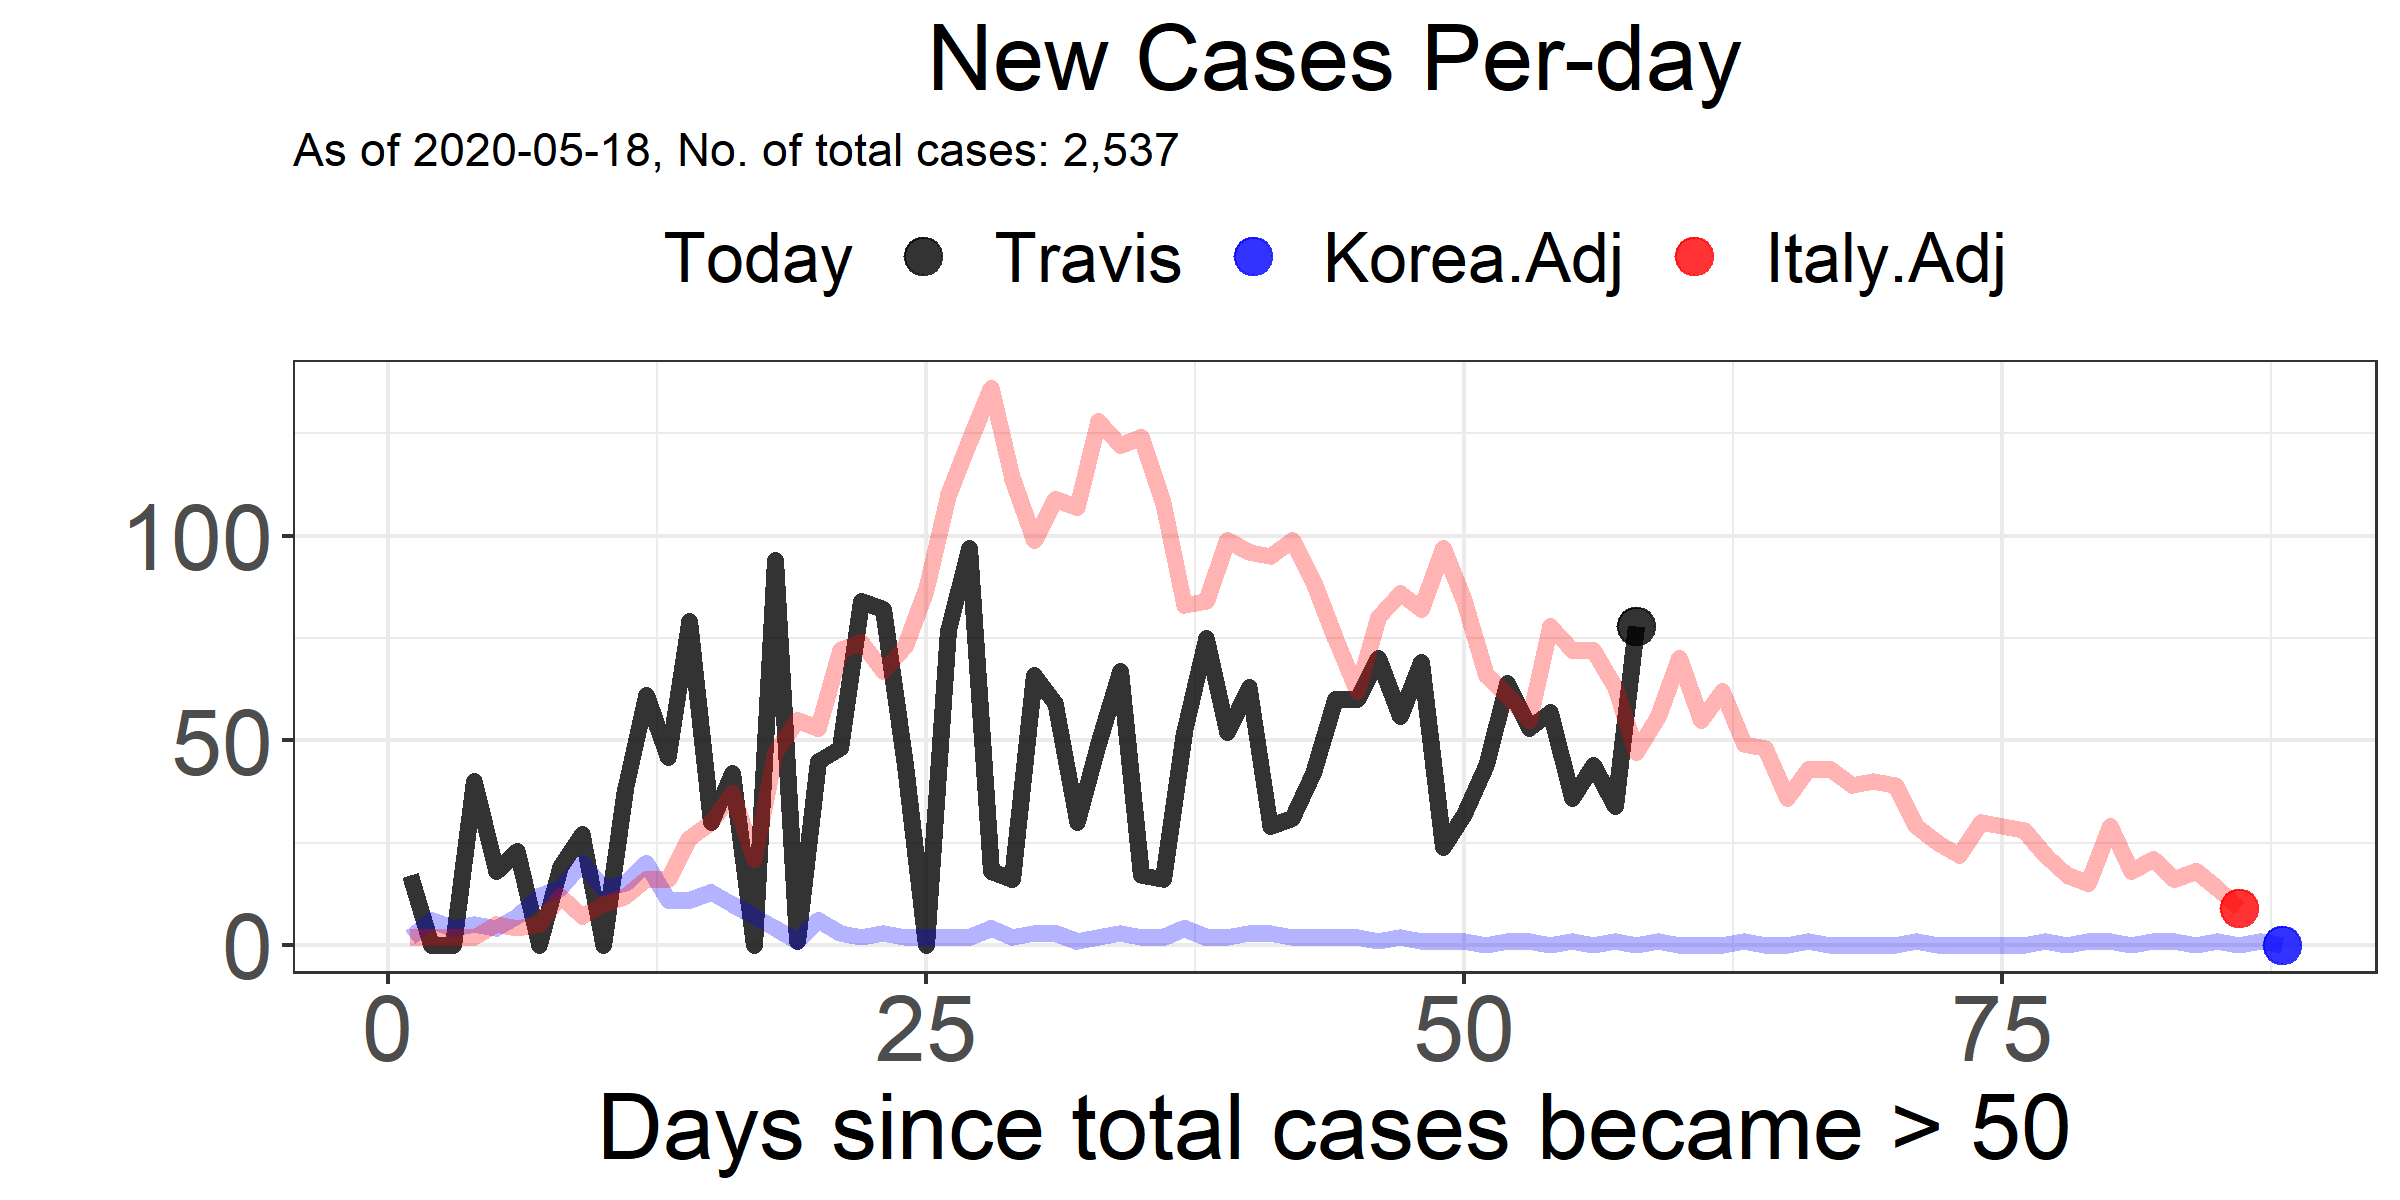 New Cases Per-day
As of 2020-05-18, No. of total cases: 2,537
Today Travis Korea.Adj Italy.Adj
100
50
0
0 25 50 75
Days since total cases became > 50